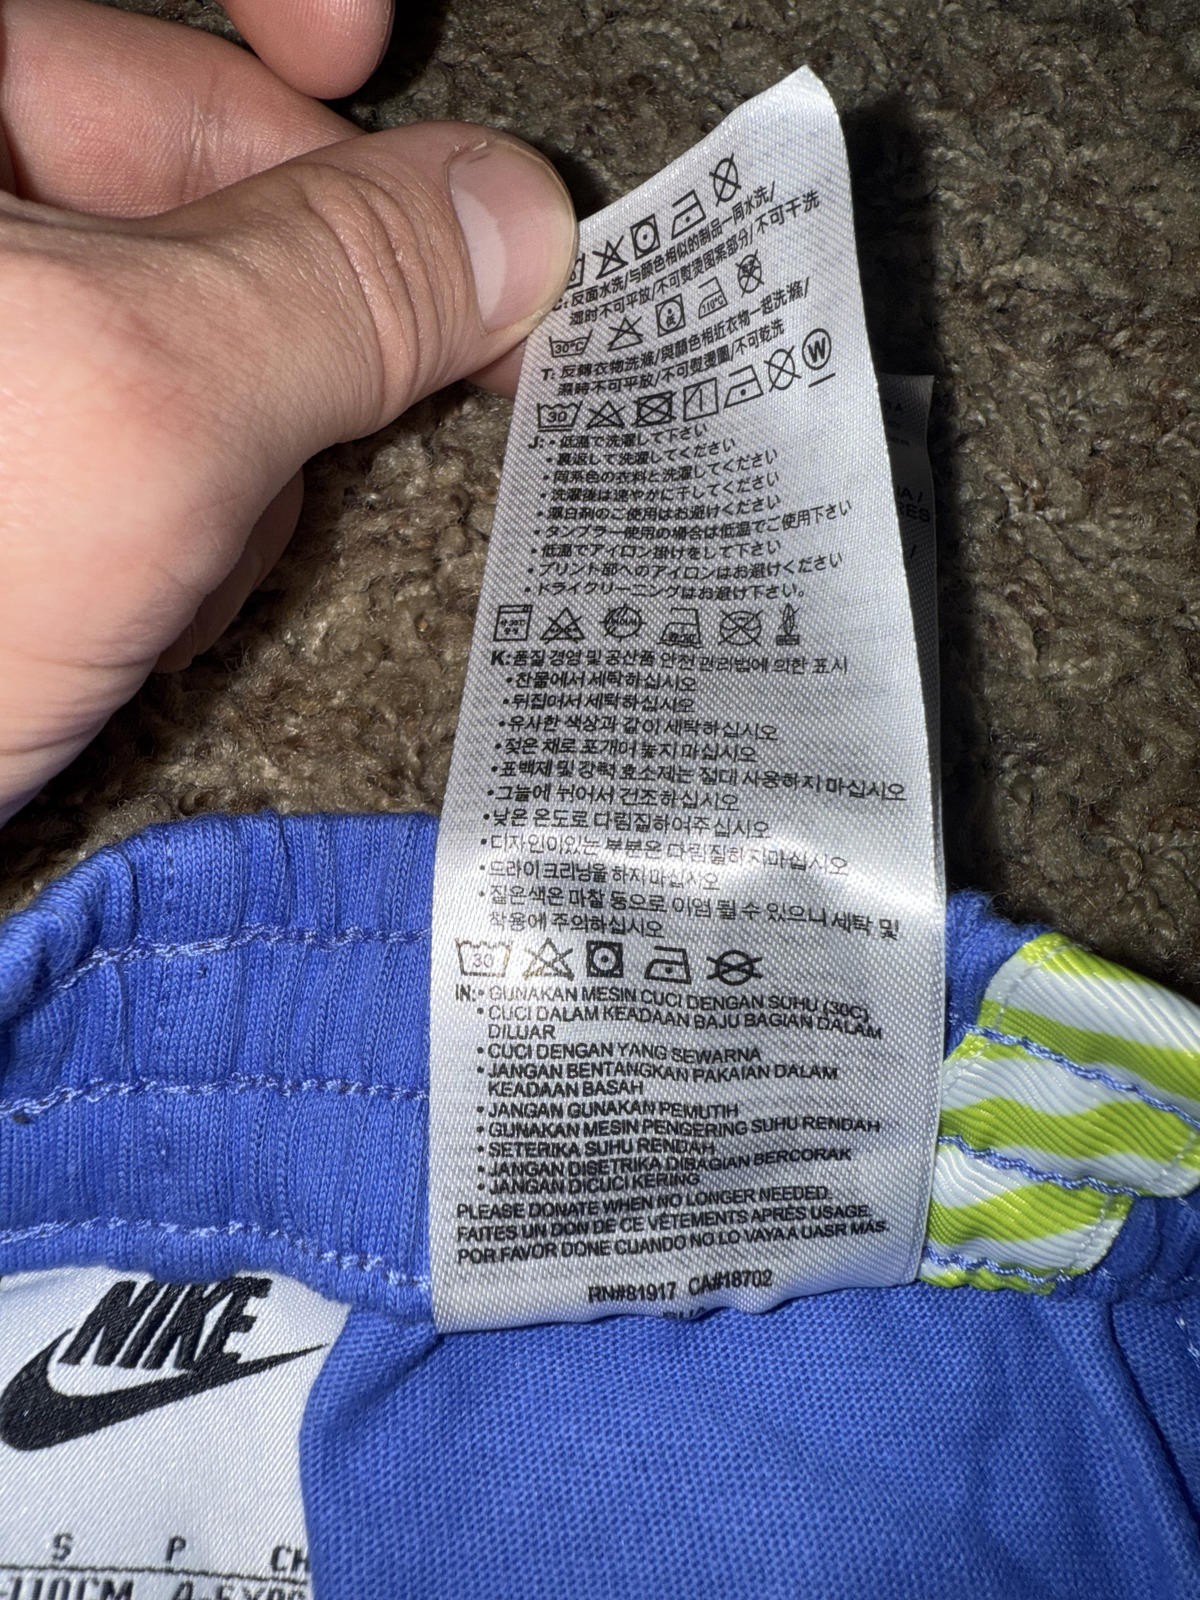 C: 反面水洗/与颜色相似的制品一同水洗/
湿时不可平放/不可熨烫图案部分/不可干洗
30°C
110°C
T: 反轉衣物洗滌/與顏色相近衣物一起洗滌/
濕時不可平放/不可熨燙圖/不可乾洗
30
W
J: • 低温で洗濯して下さい
• 裏返して洗濯してください
• 同系色の衣料と洗濯してください
• 洗濯後は速やかに干してください
• 漂白剤のご使用はお避けください
• タンブラー使用の場合は低温でご使用下さい
• 低温でアイロン掛けをして下さい
• プリント部へのアイロンはお避けください
• ドライクリーニングはお避け下さい。
K: 품질 경영 및 공산품 안전 관리법에 의한 표시
• 찬물에서 세탁하십시오
• 뒤집어서 세탁하십시오
• 유사한 색상과 같이 세탁하십시오
• 젖은 채로 포개어 놓지 마십시오
• 표백제 및 강력 효소제는 절대 사용하지 마십시오
• 그늘에 뉘어서 건조하십시오
• 낮은 온도로 다림질하여주십시오
• 디자인이있는 부분은 다림질하지마십시오
• 드라이크리닝을 하지마십시오
• 짙은색은 마찰 등으로 이염 될 수 있으니 세탁 및
착용에 주의하십시오
30
IN: • GUNAKAN MESIN CUCI DENGAN SUHU (30C)
• CUCI DALAM KEADAAN BAJU BAGIAN DALAM
DILUAR
• CUCI DENGAN YANG SEWARNA
• JANGAN BENTANGKAN PAKAIAN DALAM
KEADAAN BASAH
• JANGAN GUNAKAN PEMUTIH
• GUNAKAN MESIN PENGERING SUHU RENDAH
• SETERIKA SUHU RENDAH
• JANGAN DISETRIKA DIBAGIAN BERCORAK
• JANGAN DICUCI KERING
PLEASE DONATE WHEN NO LONGER NEEDED.
FAITES UN DON DE CE VÊTEMENTS APRÈS USAGE.
POR FAVOR DONE CUANDO NO LO VAYA A UASR MÁS.
RN#81917 CA#18702
NIKE
S P CH
-110CM